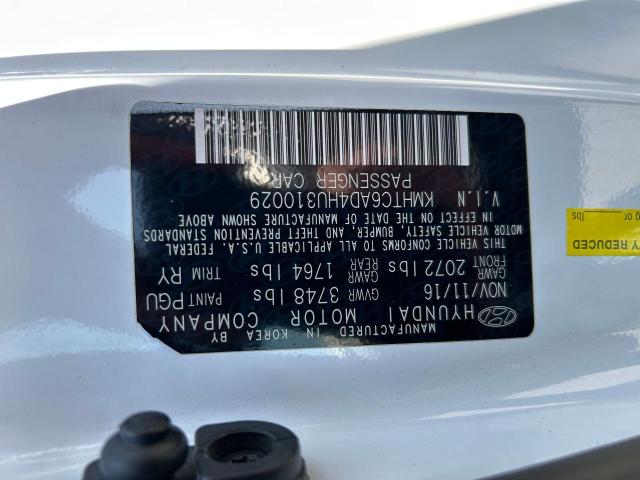 MANUFACTURED IN KOREA BY
HYUNDAI MOTOR COMPANY
NOV/11/16 GVWR 3748 lbs PAINT PGU
GAWR FRONT 2072 lbs GAWR REAR 1764 lbs TRIM RY
THIS VEHICLE CONFORMS TO ALL APPLICABLE U.S.A. FEDERAL
MOTOR VEHICLE SAFETY, BUMPER, AND THEFT PREVENTION STANDARDS
IN EFFECT ON THE DATE OF MANUFACTURE SHOWN ABOVE
V.I.N KMHTC6AD4HU310029
PASSENGER CAR
REDUCED
lbs